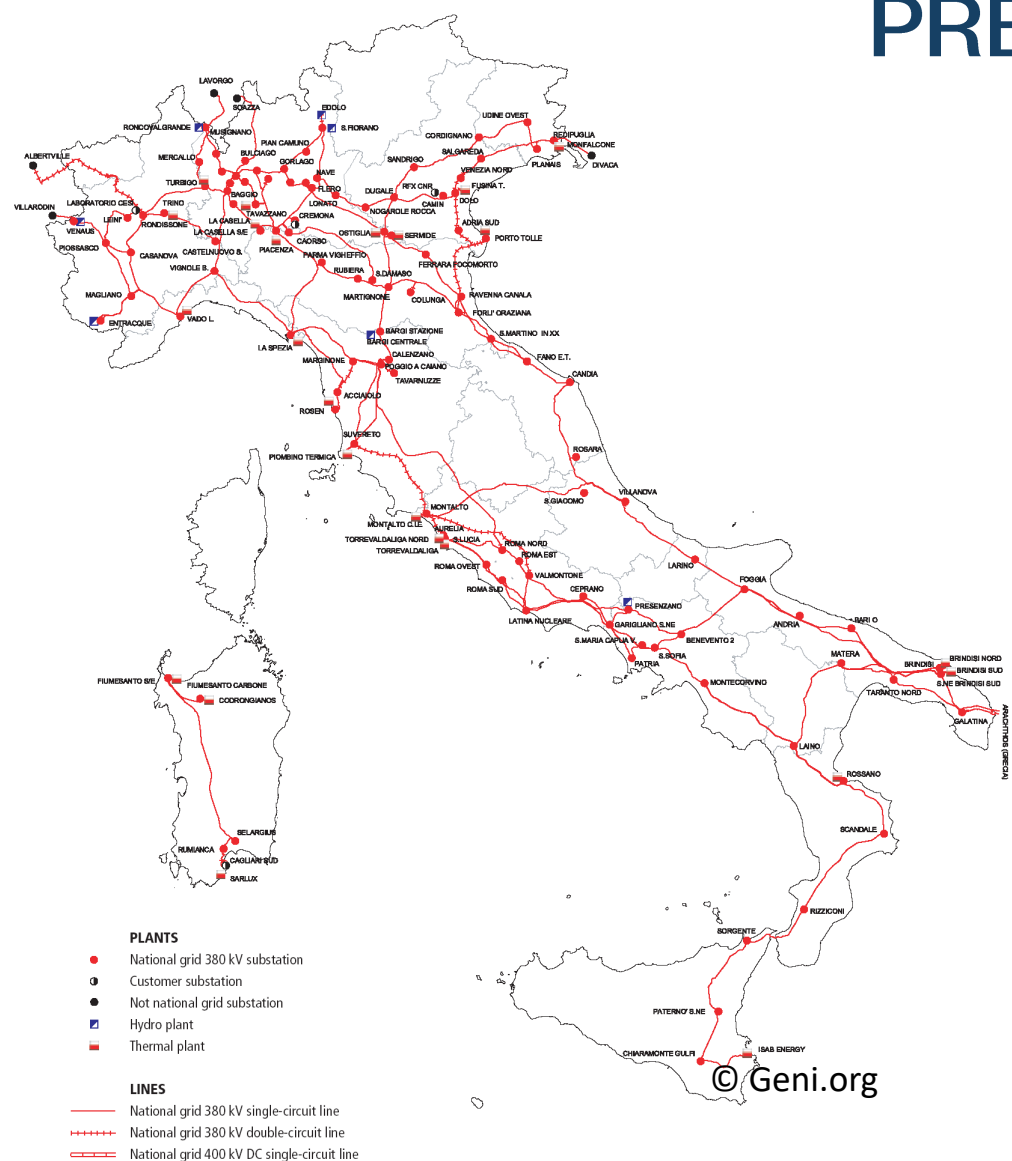 PRE
LAVORGO
SOAZZA
EDOLO
RONCOVALGRANDE
MUSIGNANO
S.FIORANO
UDINE OVEST
PIAN CAMUNO
CORDIGNANO
REDIPUGLIA
MONFALCONE
ALBERTVILLE
MERCALLO
BULCIAGO
GORLAGO
SANDRIGO
SALGAREDA
PLANAIS
DIVACA
NAVE
VENEZIA NORD
TURBIGO
FLERO
DUGALE
RFX CNR
FUSINA T.
BAGGIO
CAMIN
DOLO
VILLARODIN
LABORATORIO CESI
TRINO
LONATO
NOGAROLE ROCCA
LEINI'
TAVAZZANO
CREMONA
VENAUS
RONDISSONE
LA CASELLA
LA CASELLA S/E
ADRIA SUD
OSTIGLIA
SERMIDE
PORTO TOLLE
PIOSSASCO
CASANOVA
CASTELNUOVO S.
PIACENZA
CAORSO
PARMA VIGHEFFIO
FERRARA FOCOMORTO
VIGNOLE S.
RUBIERA
S.DAMASO
MAGLIANO
MARTIGNONE
COLUNGA
RAVENNA CANALA
ENTRACQUE
VADO L.
FORLI' ORAZIANA
BARGI STAZIONE
S.MARTINO IN XX
LA SPEZIA
BARGI CENTRALE
MARGINONE
CALENZANO
FANO E.T.
POGGIO A CAIANO
CANDIA
TAVARNUZZE
ACCIAIOLO
ROSEN
SUVERETO
ROSARA
PIOMBINO TERMICA
S.GIACOMO
VILLANOVA
MONTALTO
MONTALTO C.LE
AURELIA
TORREVALDALIGA NORD
S.LUCIA
ROMA NORD
TORREVALDALIGA
ROMA EST
ROMA OVEST
VALMONTONE
LARINO
ROMA SUD
CEPRANO
FOGGIA
PRESENZANO
LATINA NUCLEARE
GARIGLIANO S.NE
ANDRIA
BARI O
S.MARIA CAPUA V.
BENEVENTO 2
S.SOFIA
MATERA
BRINDISI NORD
PATRIA
BRINDISI
BRINDISI SUD
FIUMESANTO S/E
FIUMESANTO CARBONE
MONTECORVINO
S.NE BRINDISI SUD
TARANTO NORD
CODRONGIANOS
GALATINA
ARACHTHOS (GRECIA)
LAINO
ROSSANO
SELARGIUS
SCANDALE
RUMIANCA
CAGLIARI SUD
SARLUX
RIZZICONI
SORGENTE
PATERNO' S.NE
CHIARAMONTE GULFI
ISAB ENERGY
© Geni.org
PLANTS
National grid 380 kV substation
Customer substation
Not national grid substation
Hydro plant
Thermal plant
LINES
National grid 380 kV single-circuit line
National grid 380 kV double-circuit line
National grid 400 kV DC single-circuit line